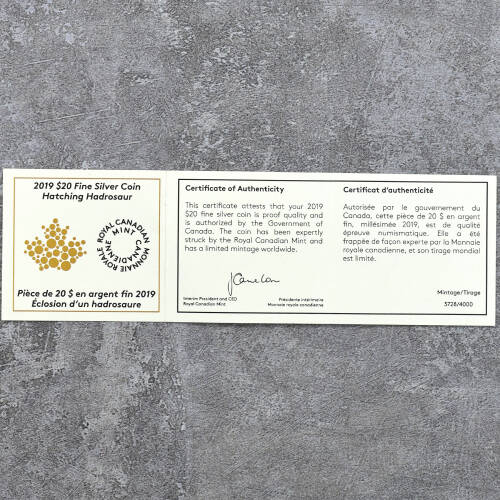 2019 $20 Fine Silver Coin
Hatching Hadrosaur
ROYAL CANADIAN MINT
MONNAIE ROYALE CANADIENNE
Pièce de 20 $ en argent fin 2019
Éclosion d'un hadrosaure
Certificate of Authenticity
This certificate attests that your 2019
$20 fine silver coin is proof quality and
is authorized by the Government of
Canada. The coin has been expertly
struck by the Royal Canadian Mint and
has a limited mintage worldwide.
Interim President and CEO
Royal Canadian Mint
Présidente intérimaire
Monnaie royale canadienne
Certificat d'authenticité
Autorisée par le gouvernement du
Canada, cette pièce de 20 $ en argent
fin, millésimée 2019, est de qualité
épreuve numismatique. Elle a été
frappée de façon experte par la Monnaie
royale canadienne, et son tirage mondial
est limité.
Mintage/Tirage
5728/4000